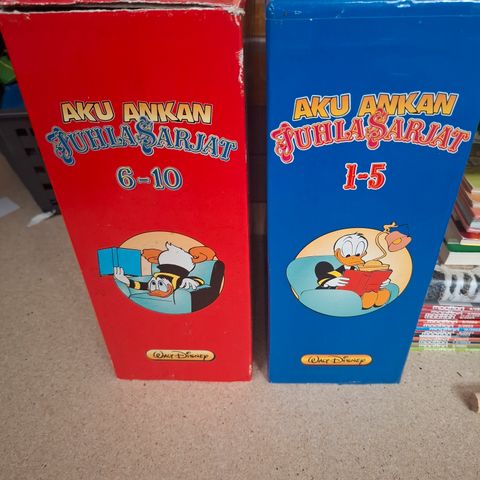 AKU ANKAN
JUHLASARJAT
6-10
WALT DISNEY
AKU ANKAN
JUHLASARJAT
1-5
WALT DISNEY